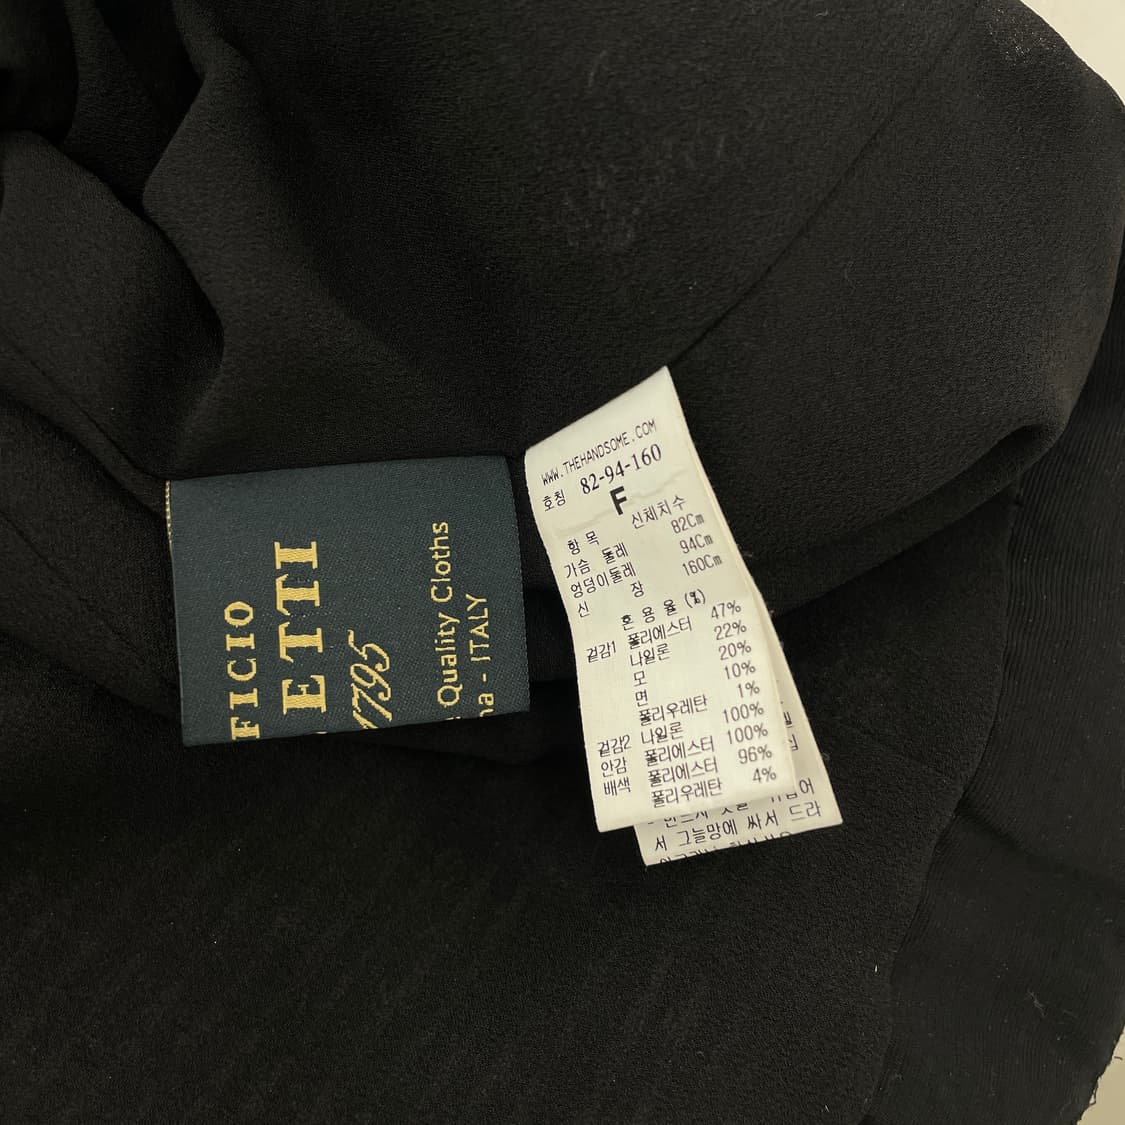 FICIO
ETTI
1795
Quality Cloths
na - ITALY
WWW.THEHANDSOME.COM
호칭 82-94-160
F
항 목 신체치수
가슴 둘레 82Cm
엉덩이둘레 94Cm
신 장 160Cm
혼 용 율 (%)
겉감1 폴리에스터 47%
나일론 22%
모 20%
면 10%
폴리우레탄 1%
겉감2 나일론 100%
안감 폴리에스터 100%
배색 폴리에스터 96%
폴리우레탄 4%
서 그늘망에 싸서 드라